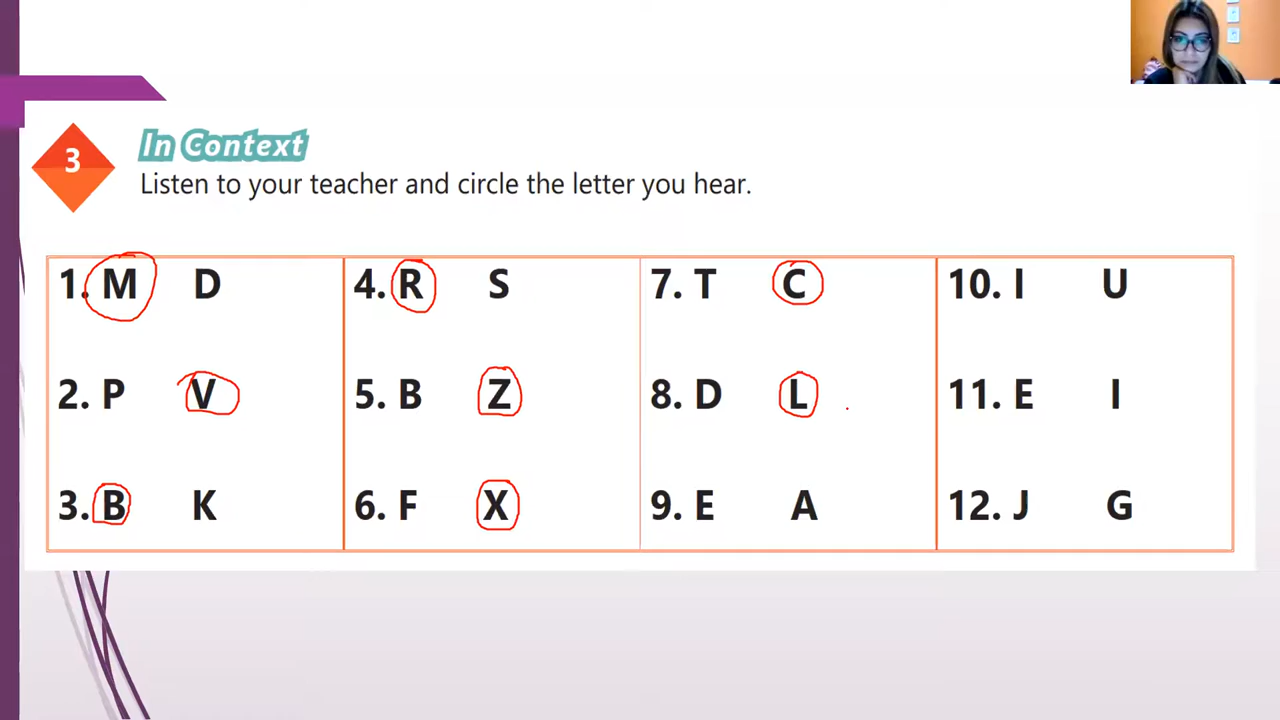 3
In Context
Listen to your teacher and circle the letter you hear.
1. M D
4. R S
7. T C
10. I U
2. P V
5. B Z
8. D L
11. E I
3. B K
6. F X
9. E A
12. J G